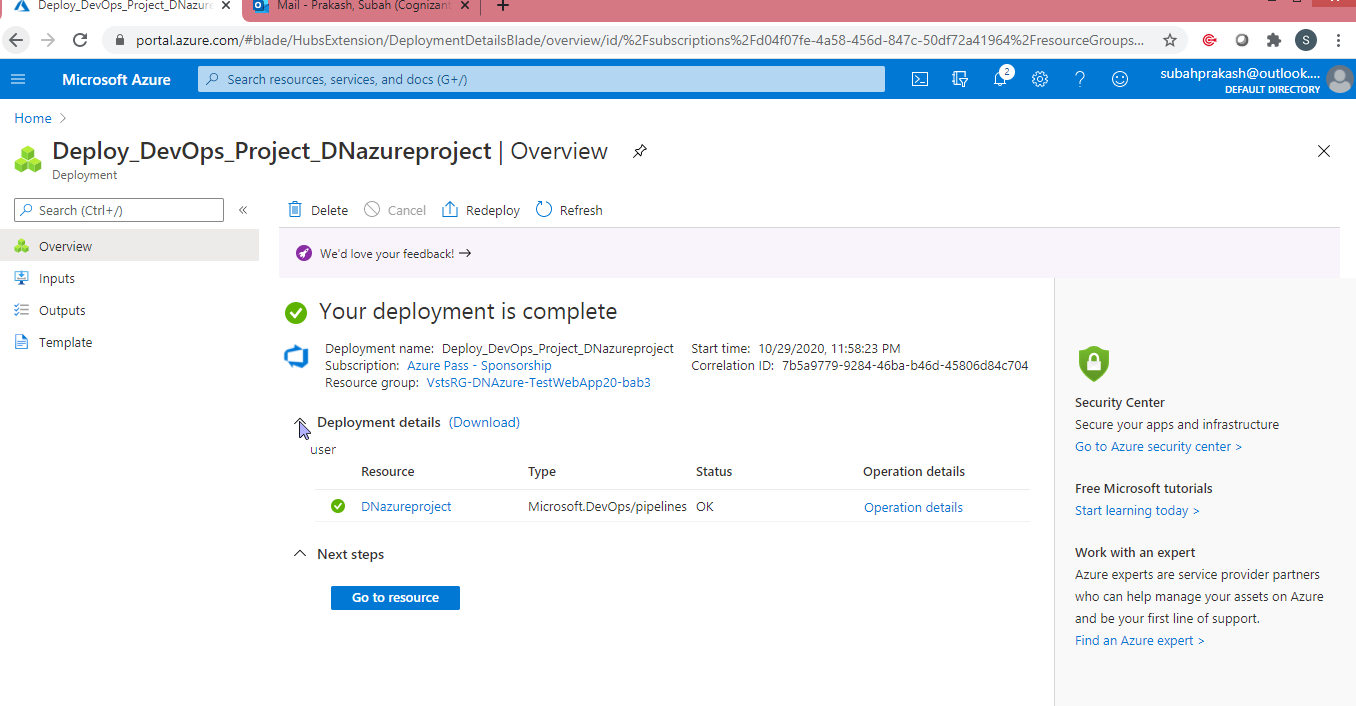 Deploy_DevOps_Project_DNazure
Mail - Prakash, Subah (Cognizant
portal.azure.com/#blade/HubsExtension/DeploymentDetailsBlade/overview/id/%2Fsubscriptions%2Fd04f07fe-4a58-456d-847c-50df72a41964%2FresourceGroups...
S
Microsoft Azure
Search resources, services, and docs (G+/)
2
subahprakash@outlook....
DEFAULT DIRECTORY
Home
Deploy_DevOps_Project_DNazureproject | Overview
Deployment
Search (Ctrl+/)
«
Overview
Inputs
Outputs
Template
Delete
Cancel
Redeploy
Refresh
We'd love your feedback! →
Your deployment is complete
Deployment name: Deploy_DevOps_Project_DNazureproject
Subscription: Azure Pass - Sponsorship
Resource group: VstsRG-DNAzure-TestWebApp20-bab3
Start time: 10/29/2020, 11:58:23 PM
Correlation ID: 7b5a9779-9284-46ba-b46d-45806d84c704
Deployment details (Download)
user
Resource Type Status Operation details
DNazureproject Microsoft.DevOps/pipelines OK Operation details
Next steps
Go to resource
Security Center
Secure your apps and infrastructure
Go to Azure security center >
Free Microsoft tutorials
Start learning today >
Work with an expert
Azure experts are service provider partners
who can help manage your assets on Azure
and be your first line of support.
Find an Azure expert >